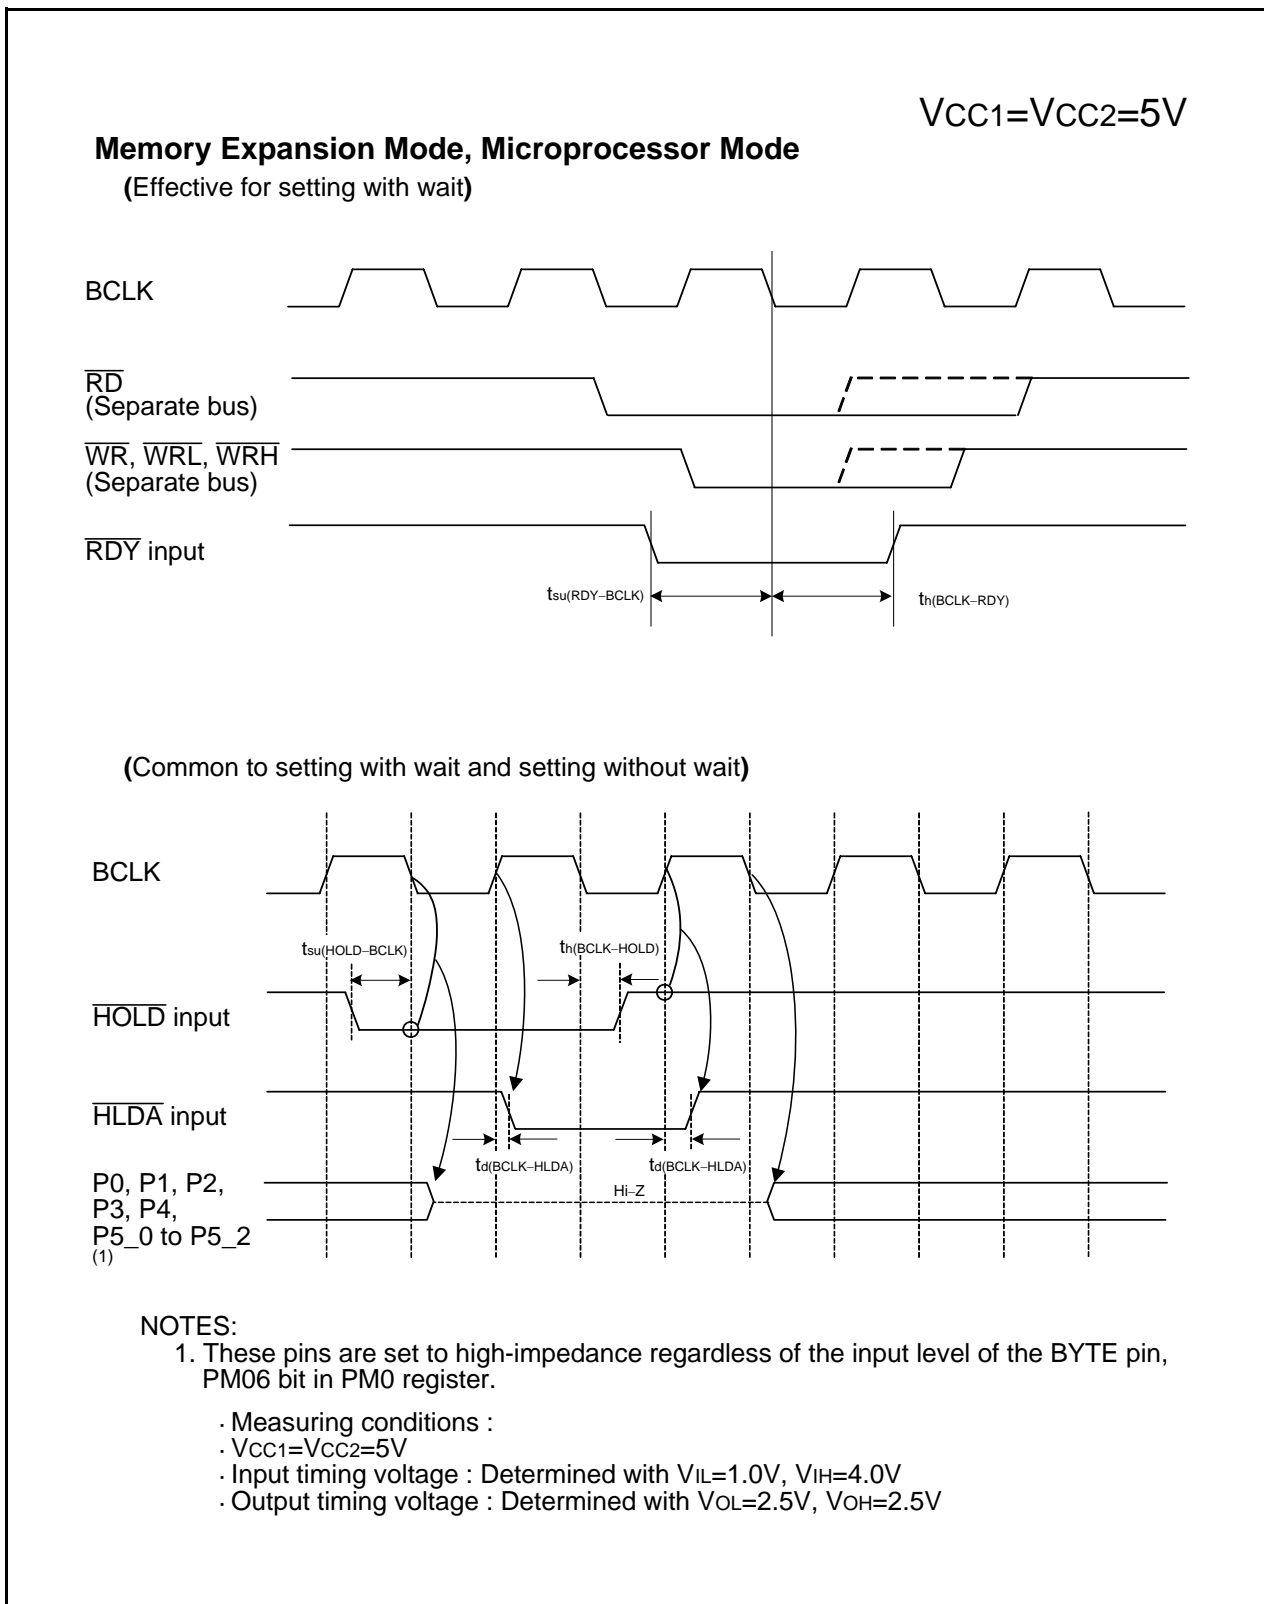 VCC1=VCC2=5V
Memory Expansion Mode, Microprocessor Mode
(Effective for setting with wait)
BCLK
RD
(Separate bus)
WR, WRL, WRH
(Separate bus)
RDY input
tsu(RDY–BCLK)
th(BCLK–RDY)
(Common to setting with wait and setting without wait)
BCLK
tsu(HOLD–BCLK)
th(BCLK–HOLD)
HOLD input
HLDA input
td(BCLK–HLDA)
td(BCLK–HLDA)
P0, P1, P2,
P3, P4,
P5_0 to P5_2
(1)
Hi–Z
NOTES:
1. These pins are set to high-impedance regardless of the input level of the BYTE pin,
PM06 bit in PM0 register.
· Measuring conditions :
· VCC1=VCC2=5V
· Input timing voltage : Determined with VIL=1.0V, VIH=4.0V
· Output timing voltage : Determined with VOL=2.5V, VOH=2.5V